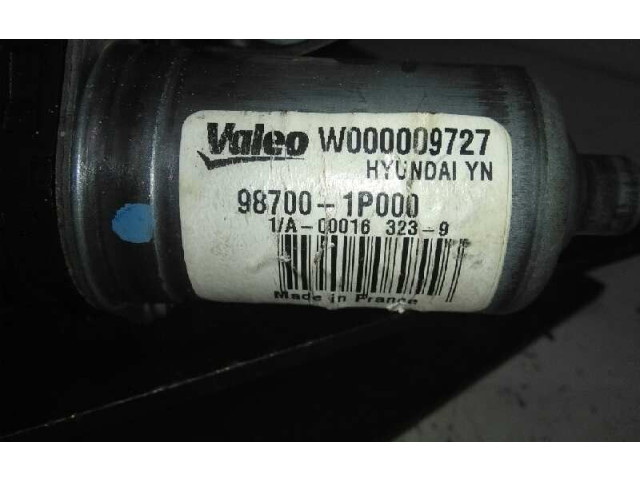 Valeo W000009727
HYUNDAI YN
98700-1P000
1/A-00016 323-9
Made in France